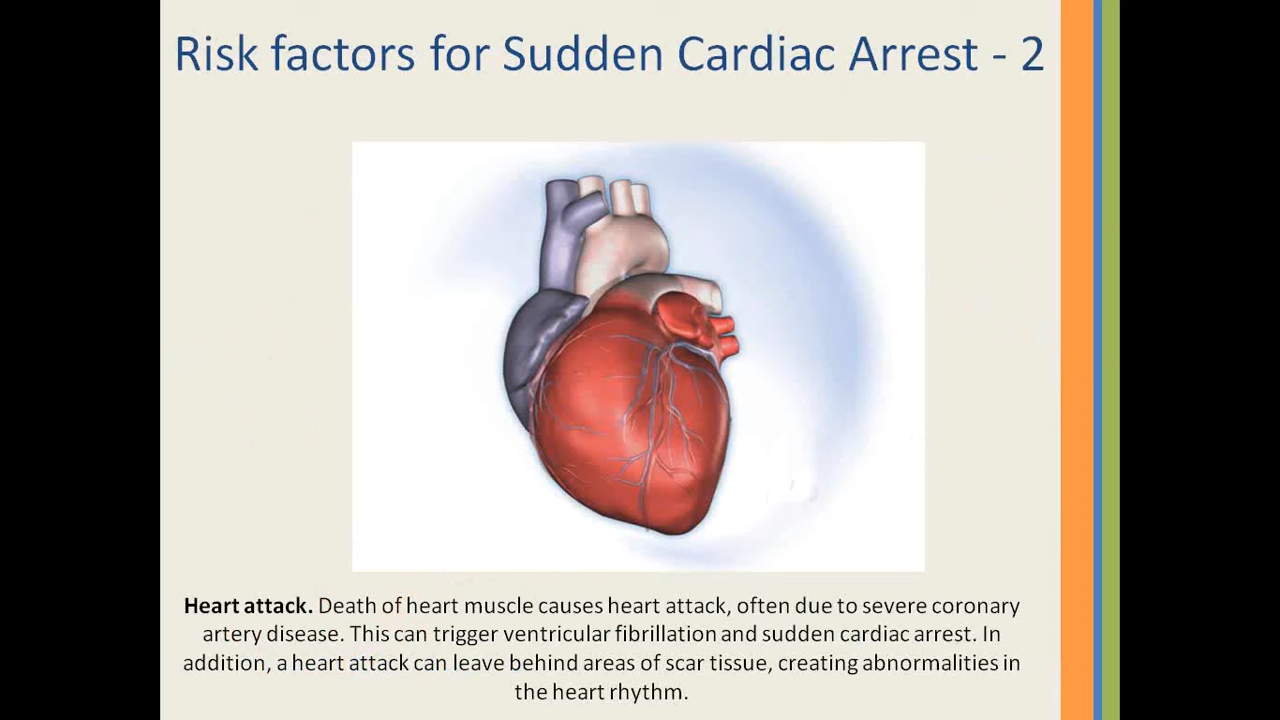 Risk factors for Sudden Cardiac Arrest - 2
Heart attack. Death of heart muscle causes heart attack, often due to severe coronary
artery disease. This can trigger ventricular fibrillation and sudden cardiac arrest. In
addition, a heart attack can leave behind areas of scar tissue, creating abnormalities in
the heart rhythm.